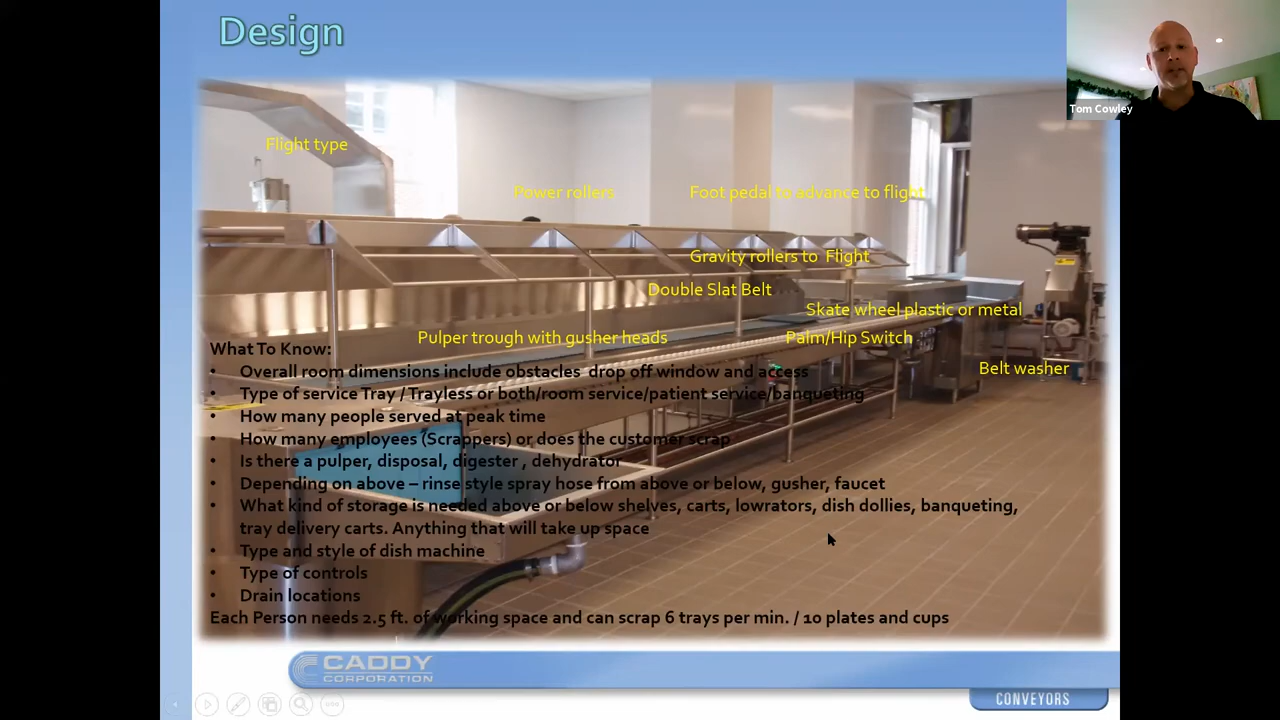 Design
Tom Cowley
Flight type
Power rollers
Foot pedal to advance to flight
Gravity rollers to Flight
Double Slat Belt
Skate wheel plastic or metal
Pulper trough with gusher heads
Palm/Hip Switch
Belt washer
What To Know:
• Overall room dimensions include obstacles drop off window and access
• Type of service Tray / Trayless or both/room service/patient service/banqueting
• How many people served at peak time
• How many employees (Scrappers) or does the customer scrap
• Is there a pulper, disposal, digester , dehydrator
• Depending on above – rinse style spray hose from above or below, gusher, faucet
• What kind of storage is needed above or below shelves, carts, lowrators, dish dollies, banqueting,
tray delivery carts. Anything that will take up space
• Type and style of dish machine
• Type of controls
• Drain locations
Each Person needs 2.5 ft. of working space and can scrap 6 trays per min. / 10 plates and cups
CADDY
CORPORATION
CONVEYORS